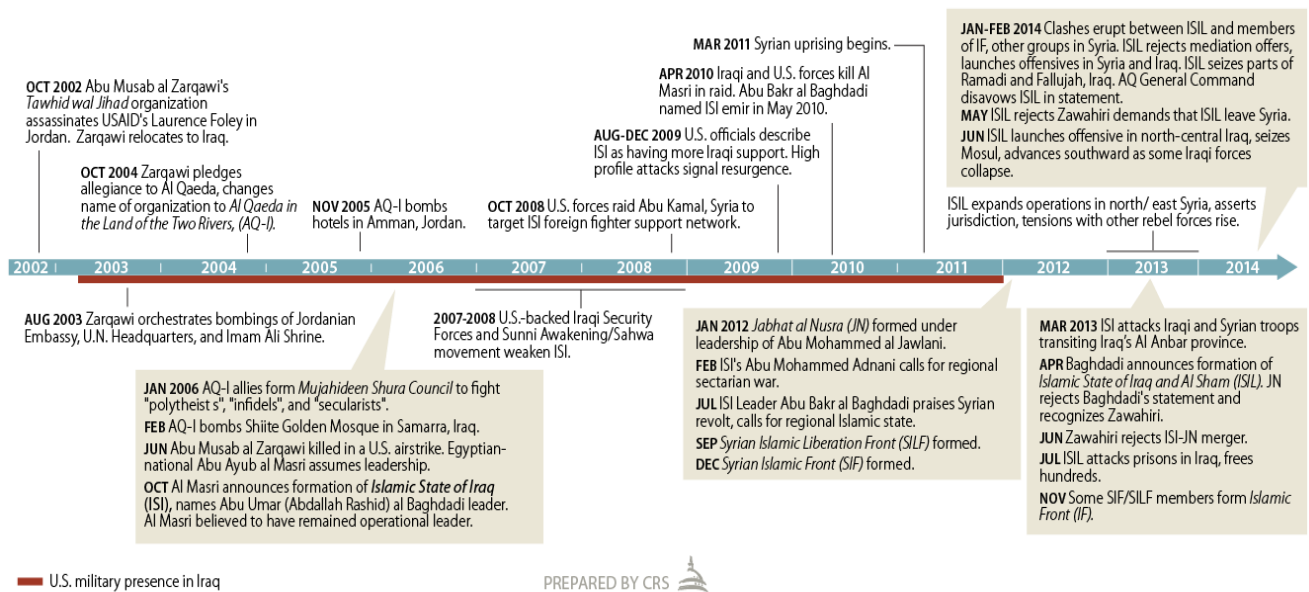 OCT 2002 Abu Musab al Zarqawi's
Tawhid wal Jihad organization
assassinates USAID's Laurence Foley in
Jordan. Zarqawi relocates to Iraq.
OCT 2004 Zarqawi pledges
allegiance to Al Qaeda, changes
name of organization to Al Qaeda in
the Land of the Two Rivers, (AQ-I).
NOV 2005 AQ-I bombs
hotels in Amman, Jordan.
OCT 2008 U.S. forces raid Abu Kamal, Syria to
target ISI foreign fighter support network.
AUG-DEC 2009 U.S. officials describe
ISI as having more Iraqi support. High
profile attacks signal resurgence.
APR 2010 Iraqi and U.S. forces kill Al
Masri in raid. Abu Bakr al Baghdadi
named ISI emir in May 2010.
MAR 2011 Syrian uprising begins.
JAN-FEB 2014 Clashes erupt between ISIL and members
of IF, other groups in Syria. ISIL rejects mediation offers,
launches offensives in Syria and Iraq. ISIL seizes parts of
Ramadi and Fallujah, Iraq. AQ General Command
disavows ISIL in statement.
MAY ISIL rejects Zawahiri demands that ISIL leave Syria.
JUN ISIL launches offensive in north-central Iraq, seizes
Mosul, advances southward as some Iraqi forces
collapse.
ISIL expands operations in north/ east Syria, asserts
jurisdiction, tensions with other rebel forces rise.
2002 2003 2004 2005 2006 2007 2008 2009 2010 2011 2012 2013 2014
AUG 2003 Zarqawi orchestrates bombings of Jordanian
Embassy, U.N. Headquarters, and Imam Ali Shrine.
JAN 2006 AQ-I allies form Mujahideen Shura Council to fight
"polytheist s", "infidels", and "secularists".
FEB AQ-I bombs Shiite Golden Mosque in Samarra, Iraq.
JUN Abu Musab al Zarqawi killed in a U.S. airstrike. Egyptian-
national Abu Ayub al Masri assumes leadership.
OCT Al Masri announces formation of Islamic State of Iraq
(ISI), names Abu Umar (Abdallah Rashid) al Baghdadi leader.
Al Masri believed to have remained operational leader.
2007-2008 U.S.-backed Iraqi Security
Forces and Sunni Awakening/Sahwa
movement weaken ISI.
JAN 2012 Jabhat al Nusra (JN) formed under
leadership of Abu Mohammed al Jawlani.
FEB ISI's Abu Mohammed Adnani calls for regional
sectarian war.
JUL ISI Leader Abu Bakr al Baghdadi praises Syrian
revolt, calls for regional Islamic state.
SEP Syrian Islamic Liberation Front (SILF) formed.
DEC Syrian Islamic Front (SIF) formed.
MAR 2013 ISI attacks Iraqi and Syrian troops
transiting Iraq's Al Anbar province.
APR Baghdadi announces formation of
Islamic State of Iraq and Al Sham (ISIL). JN
rejects Baghdadi's statement and
recognizes Zawahiri.
JUN Zawahiri rejects ISI-JN merger.
JUL ISIL attacks prisons in Iraq, frees
hundreds.
NOV Some SIF/SILF members form Islamic
Front (IF).
U.S. military presence in Iraq
PREPARED BY CRS